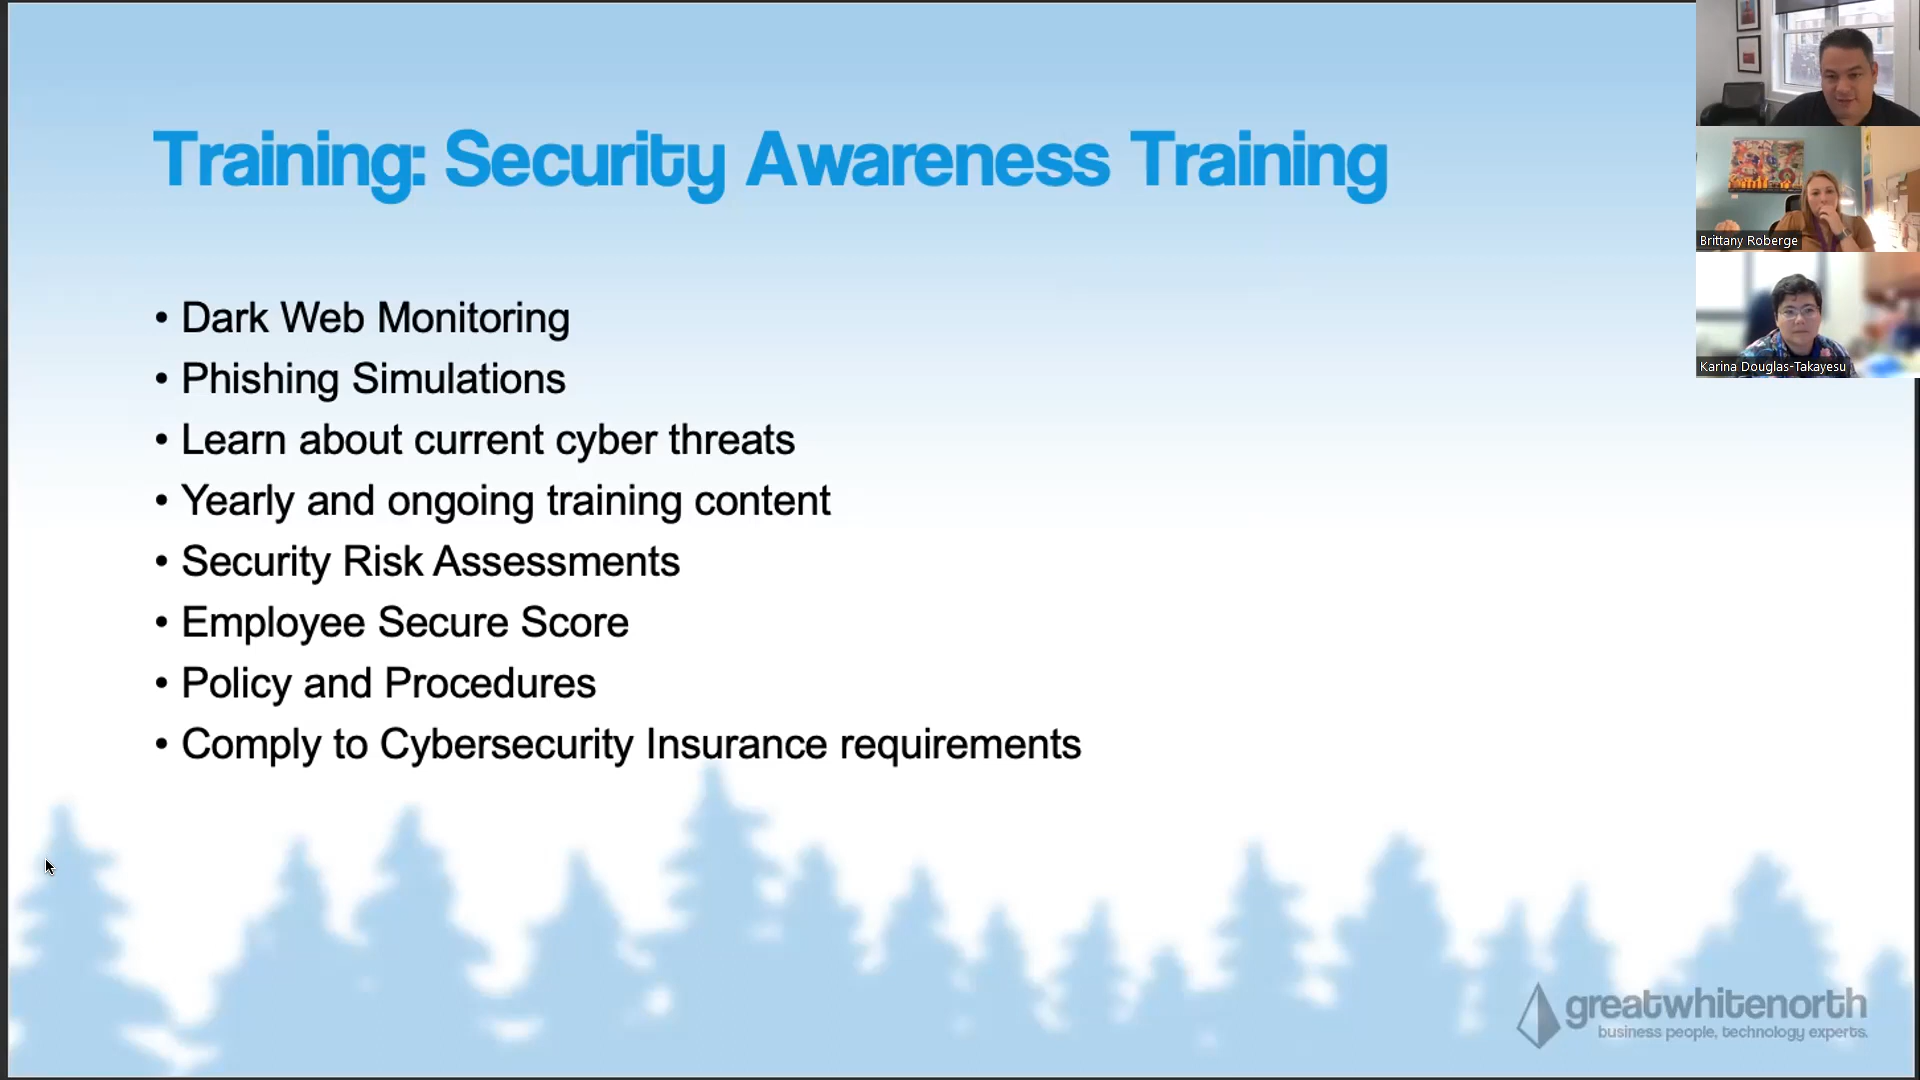 Training: Security Awareness Training
• Dark Web Monitoring
• Phishing Simulations
• Learn about current cyber threats
• Yearly and ongoing training content
• Security Risk Assessments
• Employee Secure Score
• Policy and Procedures
• Comply to Cybersecurity Insurance requirements
Brittany Roberge
Karina Douglas-Takayesu
greatwhitenorth
business people, technology experts.